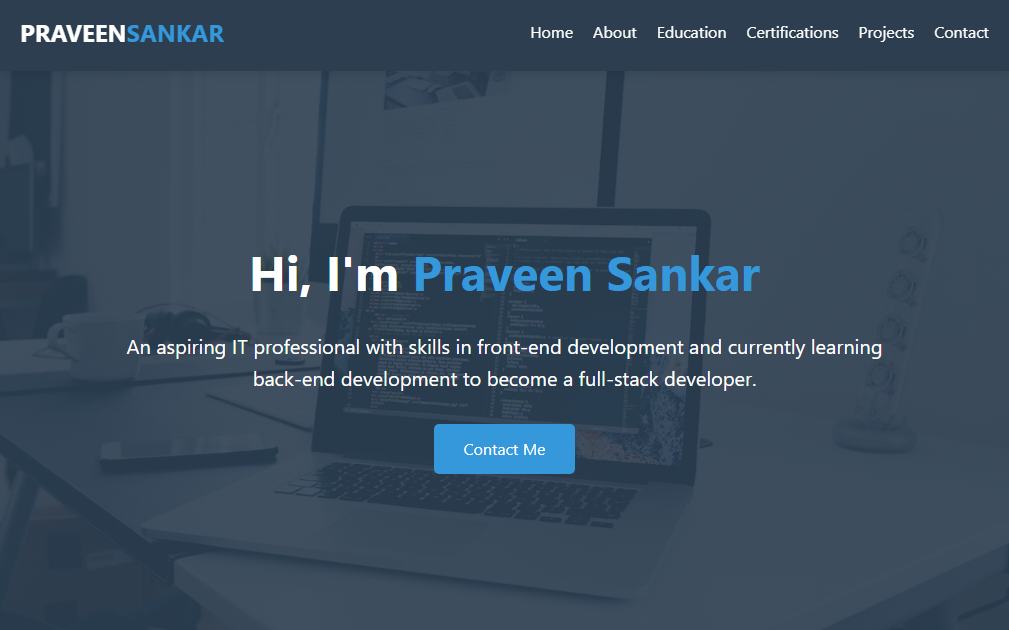 PRAVEENSANKAR
Home About Education Certifications Projects Contact
Hi, I'm Praveen Sankar
An aspiring IT professional with skills in front-end development and currently learning
back-end development to become a full-stack developer.
Contact Me